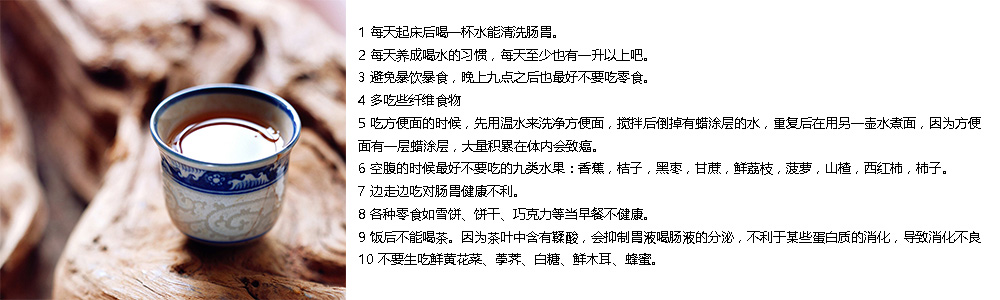 1 每天起床后喝一杯水能清洗肠胃。
2 每天养成喝水的习惯，每天至少也有一升以上吧。
3 避免暴饮暴食，晚上九点之后也最好不要吃零食。
4 多吃些纤维食物
5 吃方便面的时候，先用温水来洗净方便面，搅拌后倒掉有蜡涂层的水，重复后在用另一壶水煮面，因为方便
面有一层蜡涂层，大量积累在体内会致癌。
6 空腹的时候最好不要吃的九类水果：香蕉，桔子，黑枣，甘蔗，鲜荔枝，菠萝，山楂，西红柿，柿子。
7 边走边吃对肠胃健康不利。
8 各种零食如雪饼、饼干、巧克力等当早餐不健康。
9 饭后不能喝茶。因为茶叶中含有鞣酸，会抑制胃液喝肠液的分泌，不利于某些蛋白质的消化，导致消化不良
10 不要生吃鲜黄花菜、荸荠、白糖、鲜木耳、蜂蜜。